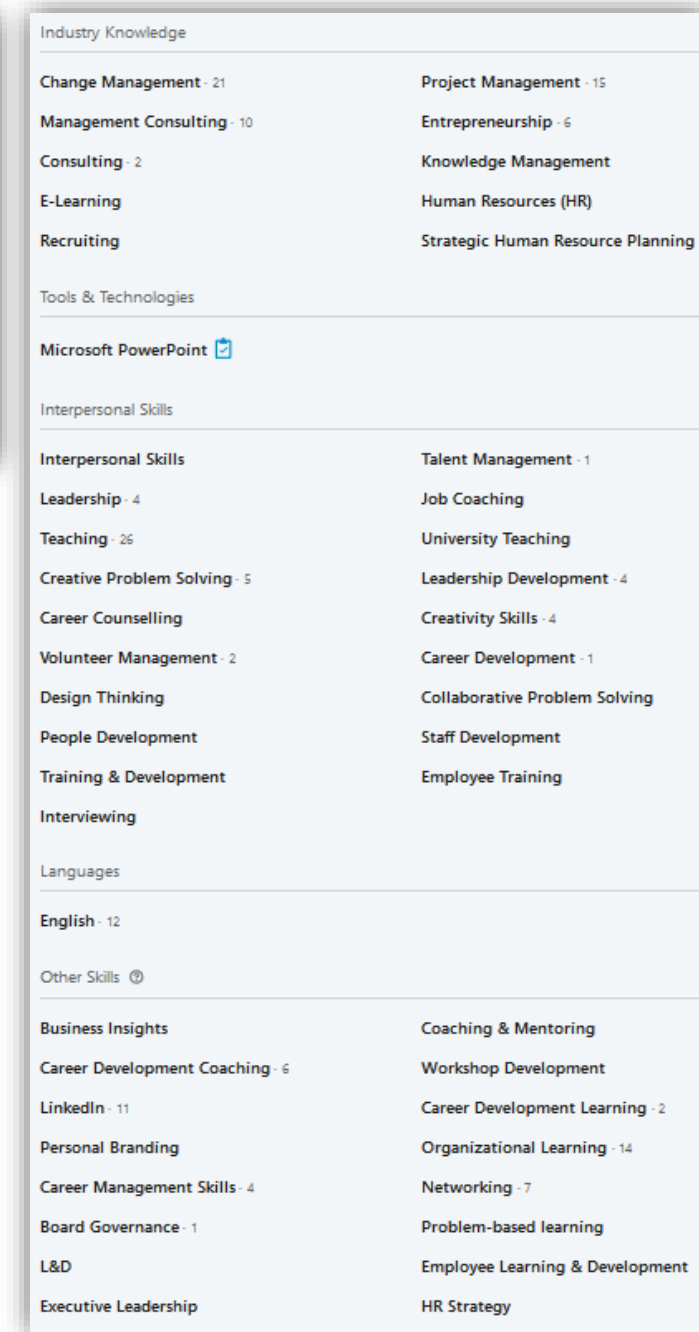 Industry Knowledge
Change Management · 21
Project Management · 15
Management Consulting · 10
Entrepreneurship · 6
Consulting · 2
Knowledge Management
E-Learning
Human Resources (HR)
Recruiting
Strategic Human Resource Planning
Tools & Technologies
Microsoft PowerPoint
Interpersonal Skills
Interpersonal Skills
Talent Management · 1
Leadership · 4
Job Coaching
Teaching · 26
University Teaching
Creative Problem Solving · 5
Leadership Development · 4
Career Counselling
Creativity Skills · 4
Volunteer Management · 2
Career Development · 1
Design Thinking
Collaborative Problem Solving
People Development
Staff Development
Training & Development
Employee Training
Interviewing
Languages
English · 12
Other Skills
Business Insights
Coaching & Mentoring
Career Development Coaching · 6
Workshop Development
LinkedIn · 11
Career Development Learning · 2
Personal Branding
Organizational Learning · 14
Career Management Skills · 4
Networking · 7
Board Governance · 1
Problem-based learning
L&D
Employee Learning & Development
Executive Leadership
HR Strategy